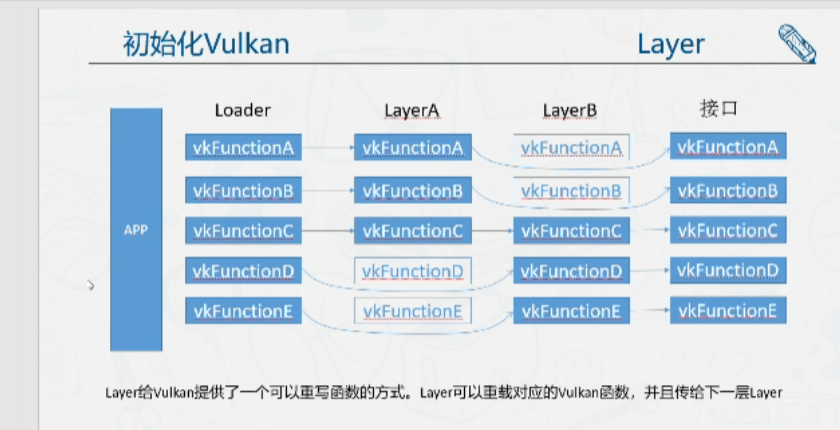 初始化Vulkan Layer
Loader LayerA LayerB 接口
vkFunctionA vkFunctionA vkFunctionA vkFunctionA
vkFunctionB vkFunctionB vkFunctionB vkFunctionB
APP vkFunctionC vkFunctionC vkFunctionC vkFunctionC
vkFunctionD vkFunctionD vkFunctionD vkFunctionD
vkFunctionE vkFunctionE vkFunctionE vkFunctionE
Layer给Vulkan提供了一个可以重写函数的方式。Layer可以重载对应的Vulkan函数，并且传给下一层Layer